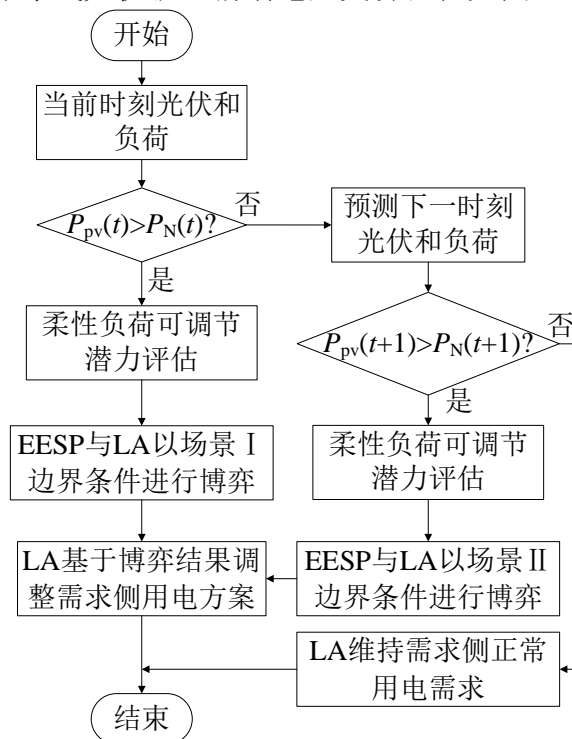 开始
当前时刻光伏和
负荷
P_pv(t)>P_N(t)?
否
是
预测下一时刻
光伏和负荷
P_pv(t+1)>P_N(t+1)?
否
是
柔性负荷可调节
潜力评估
柔性负荷可调节
潜力评估
EESP与LA以场景Ⅰ
边界条件进行博弈
EESP与LA以场景Ⅱ
边界条件进行博弈
LA基于博弈结果调
整需求侧用电方案
LA维持需求侧正常
用电需求
结束